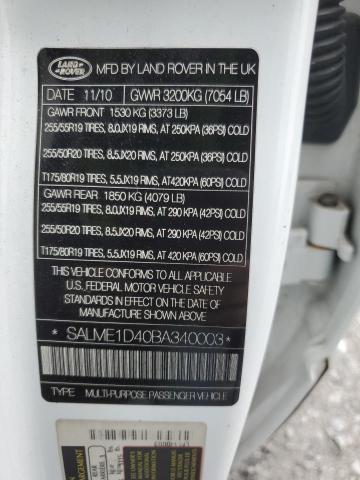 LAND ROVER
MFD BY LAND ROVER IN THE UK
DATE 11/10 GVWR 3200KG (7054 LB)
GAWR FRONT 1530 KG (3373 LB)
255/55R19 TIRES, 8.0JX19 RIMS, AT 250KPA (36PSI) COLD
255/50R20 TIRES, 8.5JX20 RIMS, AT 250KPA (36PSI) COLD
T175/80R19 TIRES, 5.5JX19 RIMS, AT420KPA (60PSI) COLD
GAWR REAR 1850 KG (4079 LB)
255/55R19 TIRES, 8.0JX19 RIMS, AT 290 KPA (42PSI) COLD
255/50R20 TIRES, 8.5JX20 RIMS, AT 290 KPA (42PSI) COLD
T175/80R19 TIRES, 5.5JX19 RIMS, AT 420 KPA (60PSI) COLD
THIS VEHICLE CONFORMS TO ALL APPLICABLE
U.S. FEDERAL MOTOR VEHICLE SAFETY
AND THEFT PREVENTION STANDARDS IN EFFECT
ON THE DATE OF MANUFACTURE SHOWN ABOVE.
* SALME1D40BA340003 *
TYPE MULTI-PURPOSE PASSENGER VEHICLE